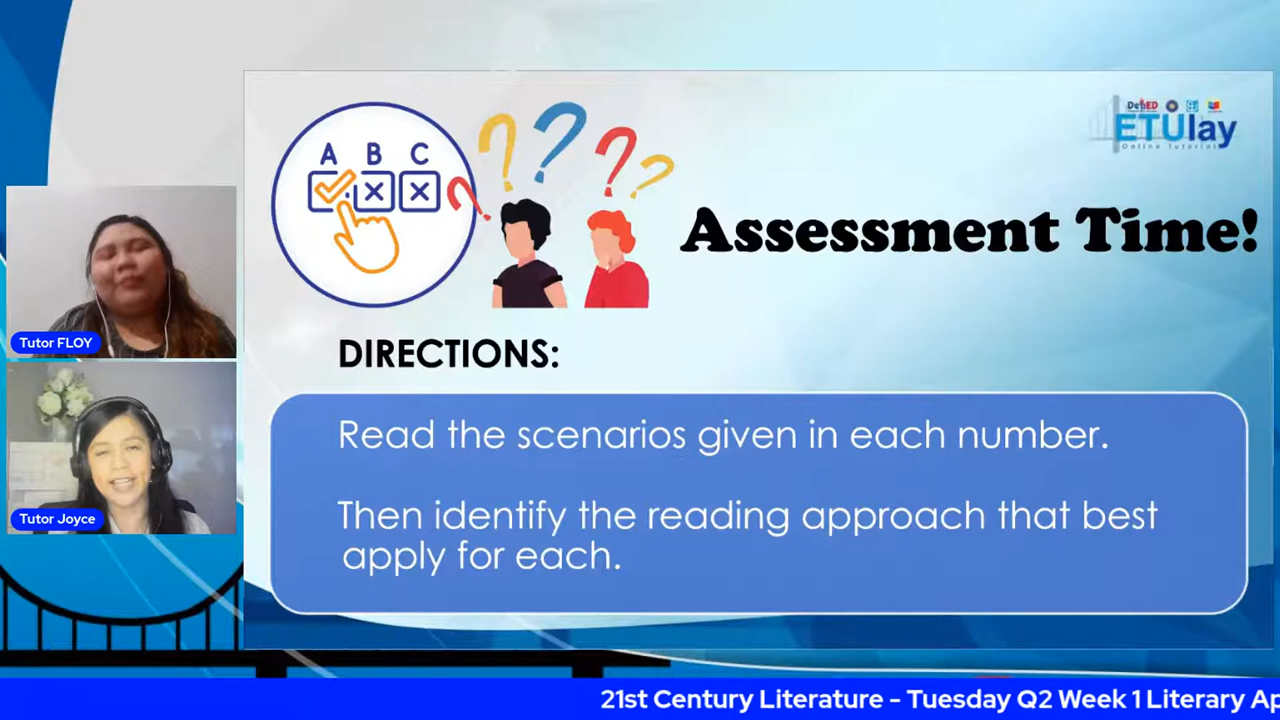 A B C
DepED
ETUlay
Online Tutorial
Assessment Time!
Tutor FLOY
Tutor Joyce
DIRECTIONS:
Read the scenarios given in each number.
Then identify the reading approach that best
apply for each.
21st Century Literature - Tuesday Q2 Week 1 Literary Ap